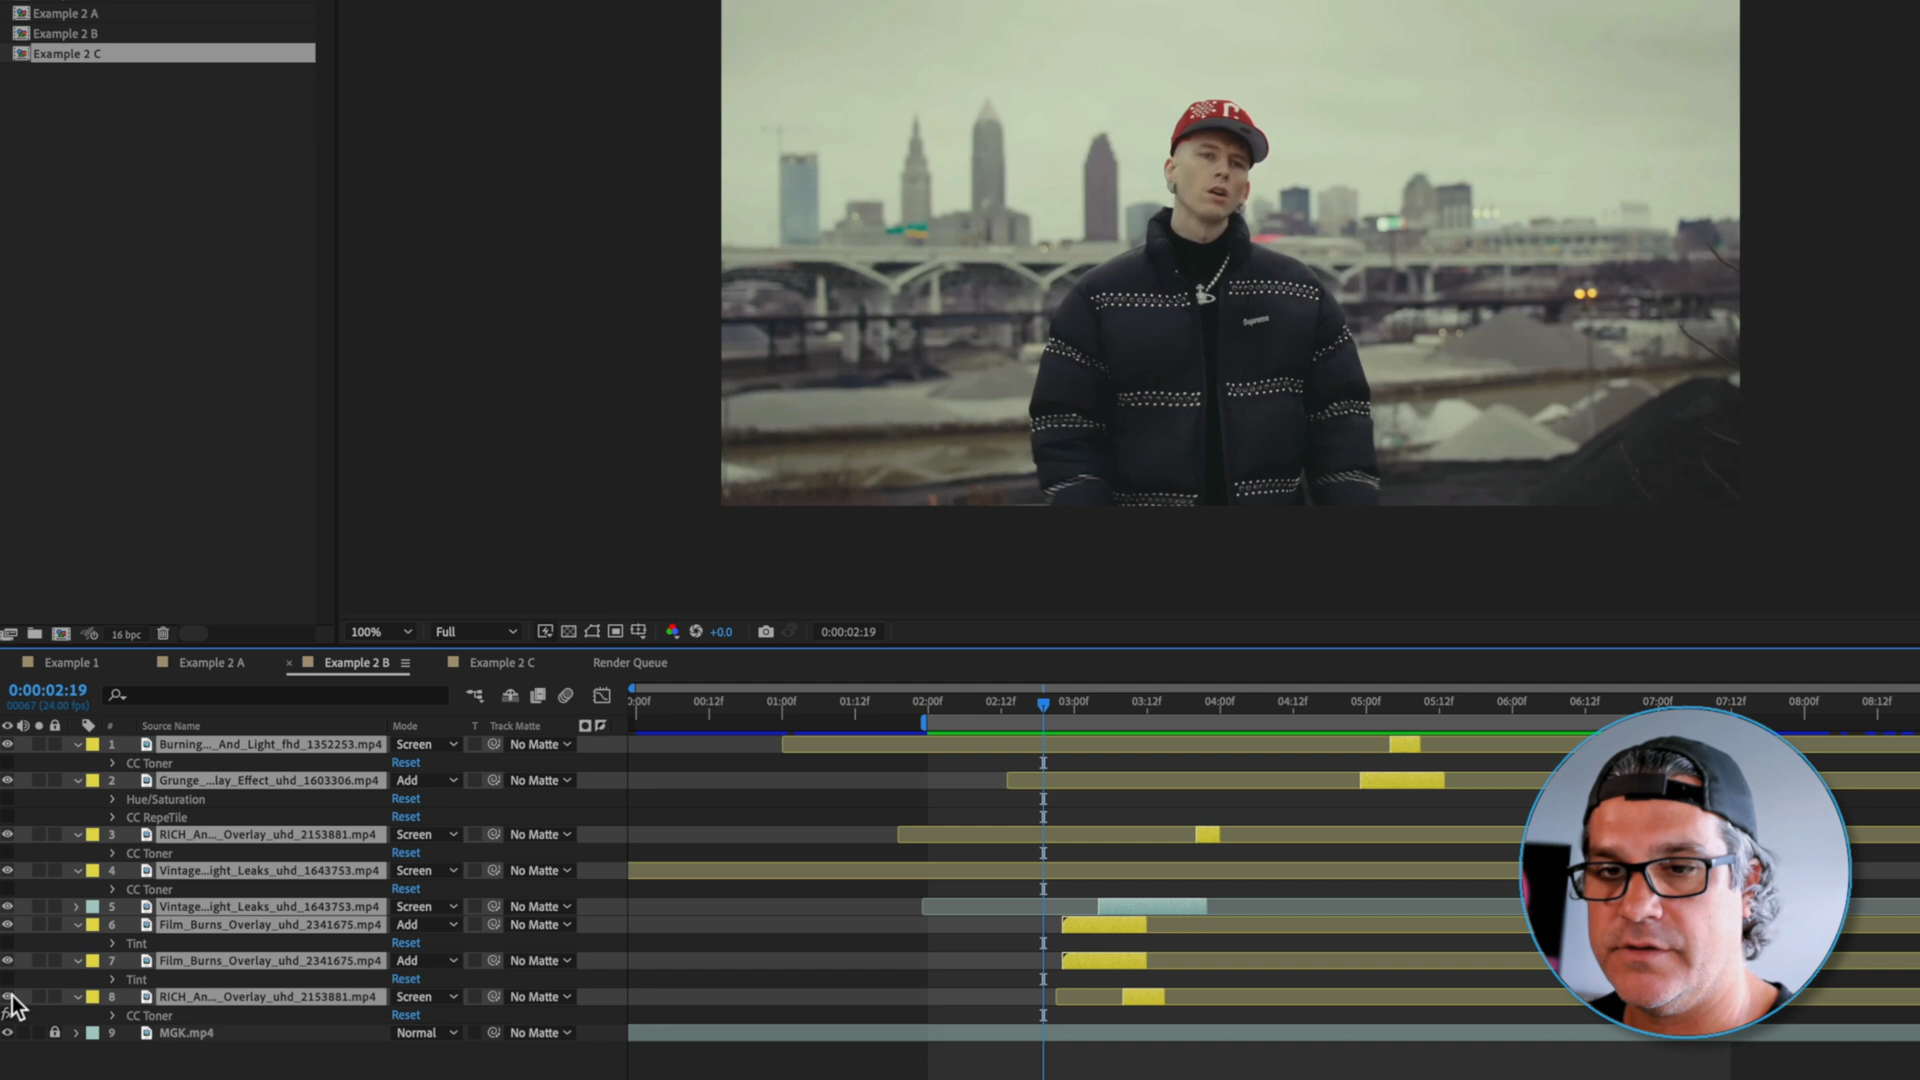 Example 2 A
Example 2 B
Example 2 C
Supreme
16 bpc
100%
Full
+0.0
0:00:02:19
Example 1
Example 2 A
× Example 2 B
Example 2 C
Render Queue
0:00:02:19
00067 (24.00 fps)
0:00f 00:12f 01:00f 01:12f 02:00f 02:12f 03:00f 03:12f 04:00f 04:12f 05:00f 05:12f 06:00f 06:12f 07:00f 07:12f 08:00f 08:12f
# Source Name Mode T Track Matte
1 Burning..._And_Light_fhd_1352253.mp4 Screen No Matte
CC Toner Reset
2 Grunge_...lay_Effect_uhd_1603306.mp4 Add No Matte
Hue/Saturation Reset
CC RepeTile Reset
3 RICH_An..._Overlay_uhd_2153881.mp4 Screen No Matte
CC Toner Reset
4 Vintage...ight_Leaks_uhd_1643753.mp4 Screen No Matte
CC Toner Reset
5 Vintage...ight_Leaks_uhd_1643753.mp4 Screen No Matte
6 Film_Burns_Overlay_uhd_2341675.mp4 Add No Matte
Tint Reset
7 Film_Burns_Overlay_uhd_2341675.mp4 Add No Matte
Tint Reset
8 RICH_An..._Overlay_uhd_2153881.mp4 Screen No Matte
CC Toner Reset
9 MGK.mp4 Normal No Matte